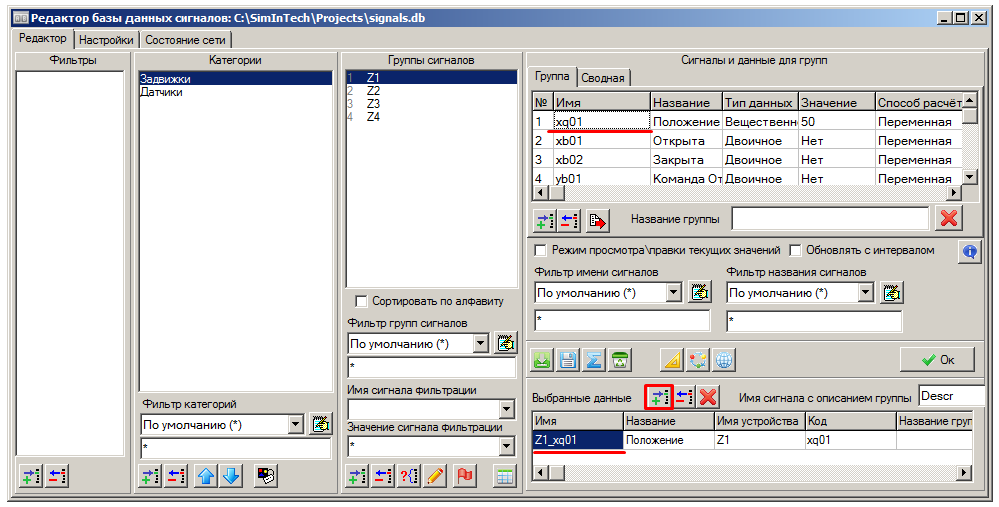 Редактор базы данных сигналов: C:\SimInTech\Projects\signals.db
Редактор Настройки Состояние сети
Фильтры
Категории
Задвижки
Датчики
Фильтр категорий
По умолчанию (*)
*
Группы сигналов
1 Z1
2 Z2
3 Z3
4 Z4
Сортировать по алфавиту
Фильтр групп сигналов
По умолчанию (*)
*
Имя сигнала фильтрации
Значение сигнала фильтрации
*
Сигналы и данные для групп
Группа Сводная
№ Имя Название Тип данных Значение Способ расчёт
1 xq01 Положение Вещественн 50 Переменная
2 xb01 Открыта Двоичное Нет Переменная
3 xb02 Закрыта Двоичное Нет Переменная
4 yb01 Команда От Двоичное Нет Переменная
Название группы
Режим просмотра\правки текущих значений Обновлять с интервалом
Фильтр имени сигналов Фильтр названия сигналов
По умолчанию (*) По умолчанию (*)
* *
Ок
Выбранные данные Имя сигнала с описанием группы Descr
Имя Название Имя устройства Код Название груп
Z1_xq01 Положение Z1 xq01